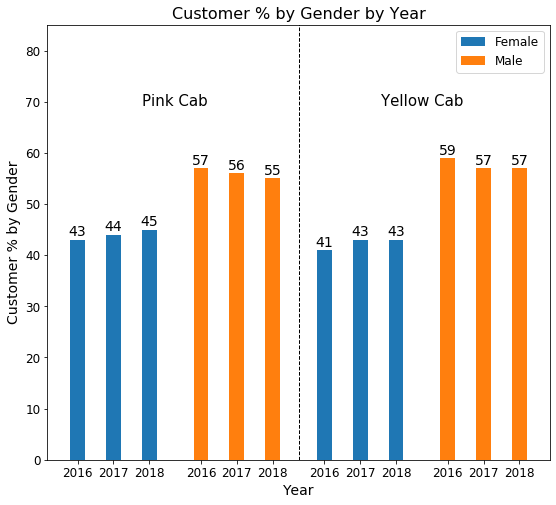 Customer % by Gender by Year
Female
Male
Pink Cab
Yellow Cab
Customer % by Gender
80
70
60
50
40
30
20
10
0
43 44 45 57 56 55 41 43 43 59 57 57
2016 2017 2018 2016 2017 2018 2016 2017 2018 2016 2017 2018
Year